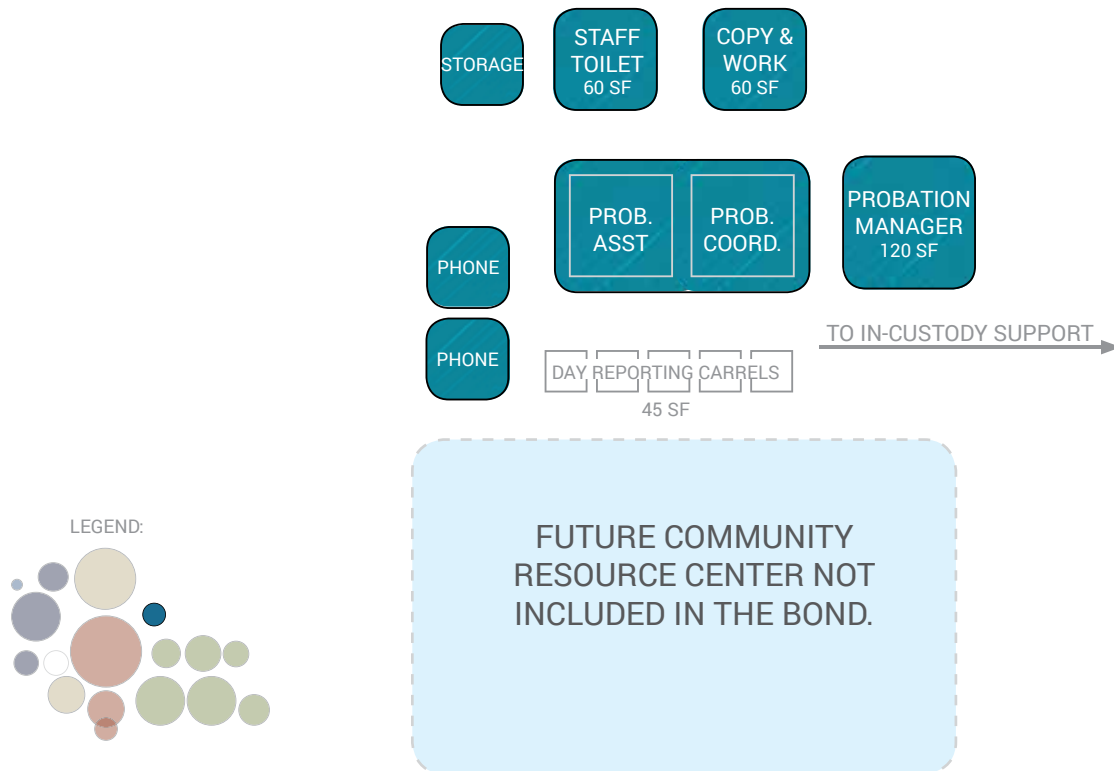 STORAGE
STAFF
TOILET
60 SF
COPY &
WORK
60 SF
PROB.
ASST
PROB.
COORD.
PROBATION
MANAGER
120 SF
PHONE
PHONE
TO IN-CUSTODY SUPPORT
DAY REPORTING CARRELS
45 SF
FUTURE COMMUNITY
RESOURCE CENTER NOT
INCLUDED IN THE BOND.
LEGEND: